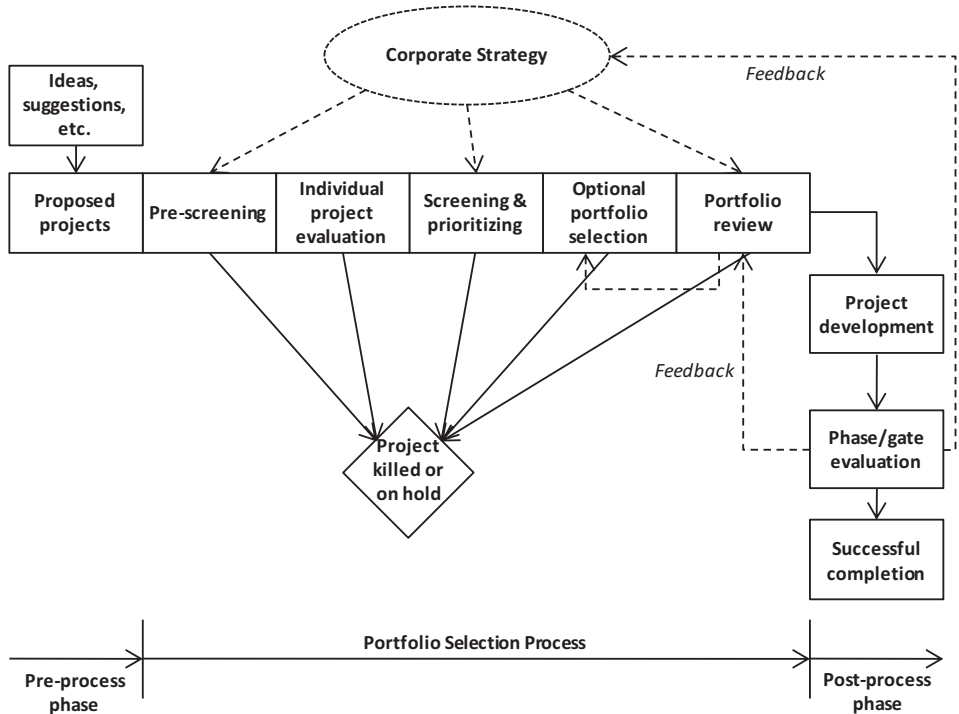 Corporate Strategy
Feedback
Ideas,
suggestions,
etc.
Proposed
projects
Pre-screening
Individual
project
evaluation
Screening &
prioritizing
Optional
portfolio
selection
Portfolio
review
Project
development
Feedback
Phase/gate
evaluation
Project
killed or
on hold
Successful
completion
Portfolio Selection Process
Pre-process
phase
Post-process
phase